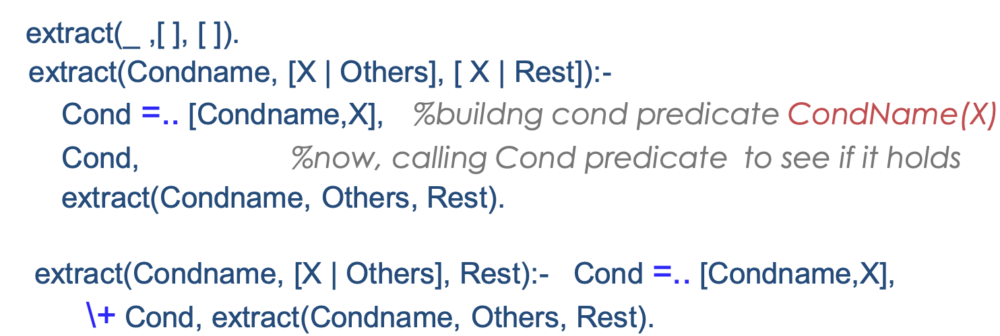 extract(_ ,[ ], [ ]).
extract(Condname, [X | Others], [ X | Rest]):-
Cond =.. [Condname,X], %buildng cond predicate CondName(X)
Cond, %now, calling Cond predicate to see if it holds
extract(Condname, Others, Rest).
extract(Condname, [X | Others], Rest):- Cond =.. [Condname,X],
\+ Cond, extract(Condname, Others, Rest).